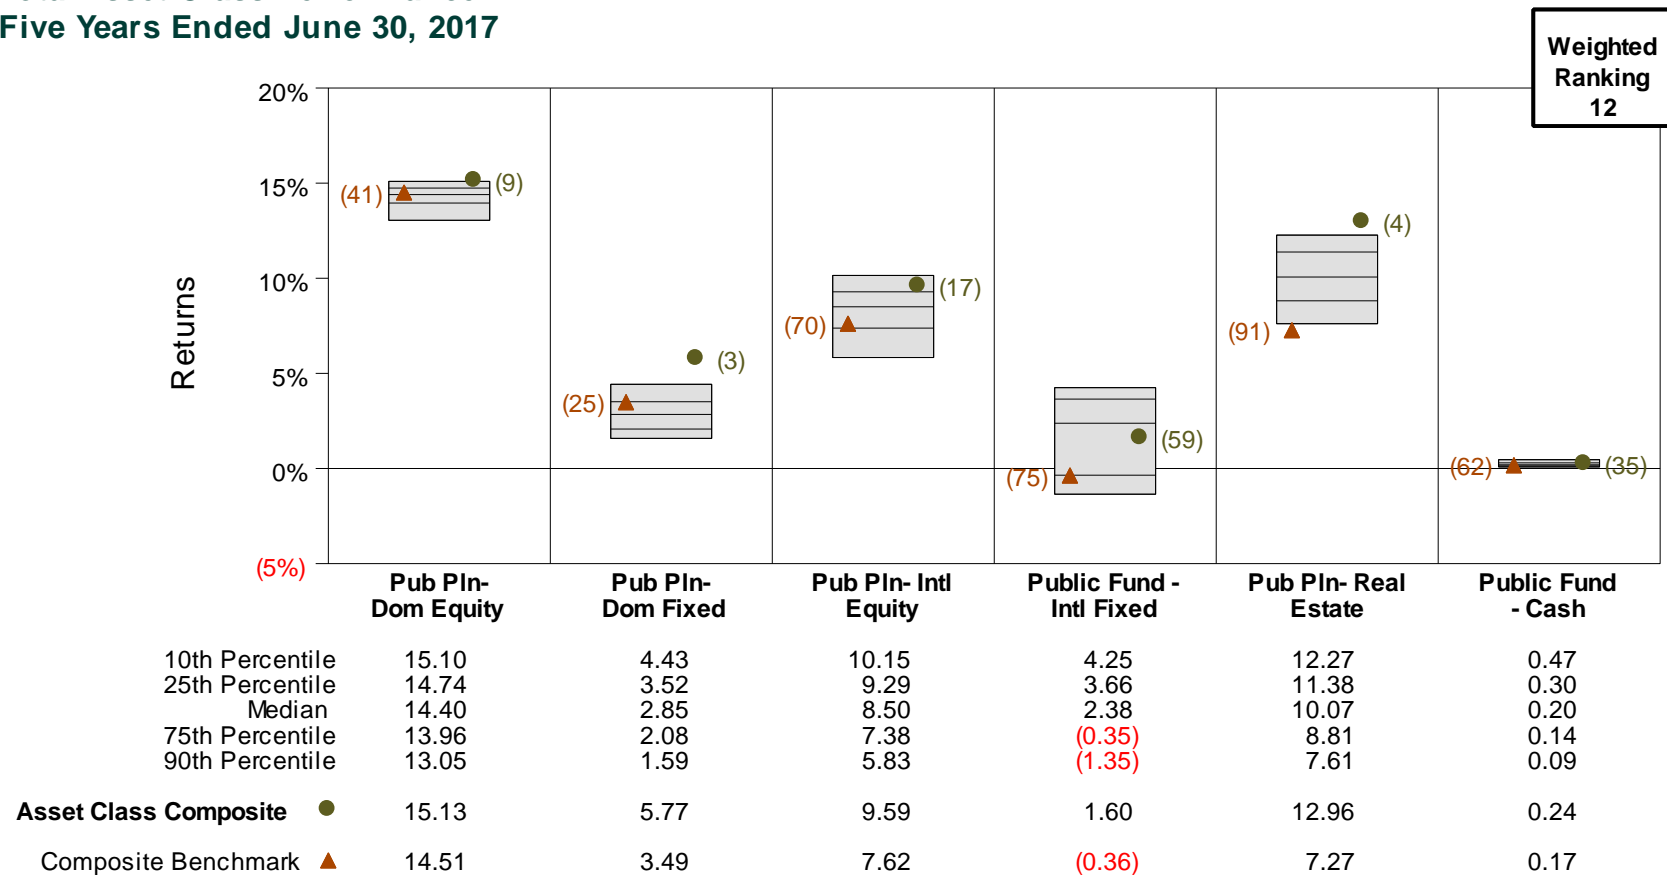 Five Years Ended June 30, 2017
Weighted
Ranking
12
Returns
20%
15%
10%
5%
0%
(5%)
(41)
(9)
(25)
(3)
(70)
(17)
(75)
(59)
(91)
(4)
(62)
(35)
Pub Pln- Dom Equity
Pub Pln- Dom Fixed
Pub Pln- Intl Equity
Public Fund - Intl Fixed
Pub Pln- Real Estate
Public Fund - Cash
10th Percentile 15.10 4.43 10.15 4.25 12.27 0.47
25th Percentile 14.74 3.52 9.29 3.66 11.38 0.30
Median 14.40 2.85 8.50 2.38 10.07 0.20
75th Percentile 13.96 2.08 7.38 (0.35) 8.81 0.14
90th Percentile 13.05 1.59 5.83 (1.35) 7.61 0.09
Asset Class Composite 15.13 5.77 9.59 1.60 12.96 0.24
Composite Benchmark 14.51 3.49 7.62 (0.36) 7.27 0.17